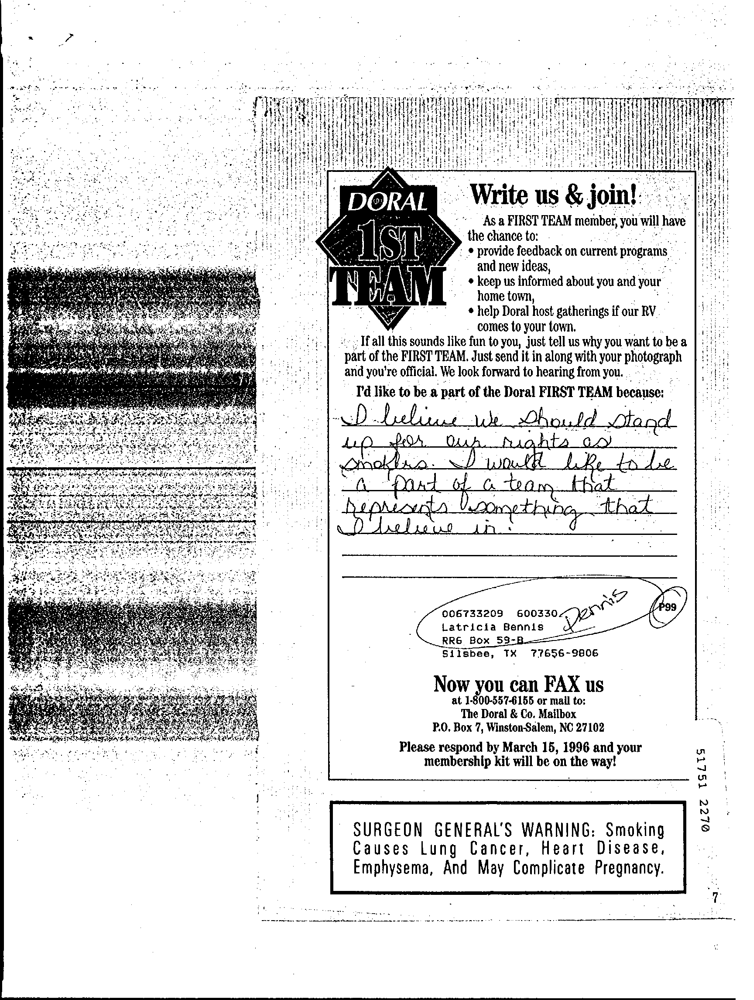 DORAL
1ST
TEAM
Write us & join!
As a FIRST TEAM member, you will have
the chance to:
• provide feedback on current programs
and new ideas,
• keep us informed about you and your
home town,
• help Doral host gatherings if our RV
comes to your town.
If all this sounds like fun to you, just tell us why you want to be a
part of the FIRST TEAM. Just send it in along with your photograph
and you're official. We look forward to hearing from you.
I'd like to be a part of the Doral FIRST TEAM because:
I believe we should stand
up for our rights as
smokers. I would like to be
a part of a team that
represents something that
I believe in.
006733209 600330
Dennis
P99
Latricia Bennis
RR6 Box 59-B
Silsbee, TX 77656-9806
Now you can FAX us
at 1-800-557-6155 or mail to:
The Doral & Co. Mailbox
P.O. Box 7, Winston-Salem, NC 27102
Please respond by March 15, 1996 and your
membership kit will be on the way!
51751 2270
SURGEON GENERAL'S WARNING: Smoking
Causes Lung Cancer, Heart Disease,
Emphysema, And May Complicate Pregnancy.
7